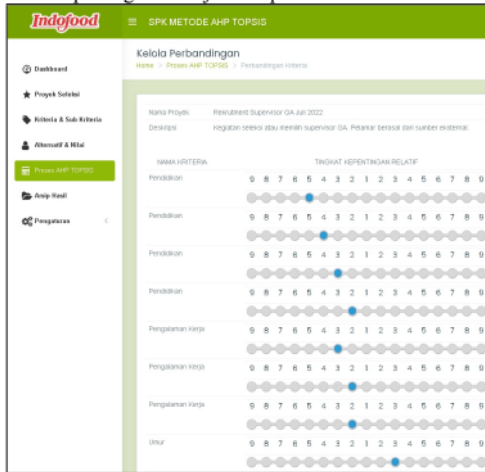 Indofood
SPK METODE AHP TOPSIS
Kelola Perbandingan
Home > Proses AHP TOPSIS > Perbandingan Kriteria
Dashboard
Proyek Seleksi
Kriteria & Sub Kriteria
Alternatif & Nilai
Proses AHP TOPSIS
Arsip Hasil
Pengaturan <
Nama Proyek Rekrutment Supervisor GA Juli 2022
Deskripsi Kegiatan seleksi atau memilih supervisor GA. Pelamar berasal dari sumber eksternal.
NAMA KRITERIA TINGKAT KEPENTINGAN RELATIF
Pendidikan 9 8 7 6 5 4 3 2 1 2 3 4 5 6 7 8 9
Pendidikan 9 8 7 6 5 4 3 2 1 2 3 4 5 6 7 8 9
Pendidikan 9 8 7 6 5 4 3 2 1 2 3 4 5 6 7 8 9
Pendidikan 9 8 7 6 5 4 3 2 1 2 3 4 5 6 7 8 9
Pengalaman Kerja 9 8 7 6 5 4 3 2 1 2 3 4 5 6 7 8 9
Pengalaman Kerja 9 8 7 6 5 4 3 2 1 2 3 4 5 6 7 8 9
Pengalaman Kerja 9 8 7 6 5 4 3 2 1 2 3 4 5 6 7 8 9
Umur 9 8 7 6 5 4 3 2 1 2 3 4 5 6 7 8 9